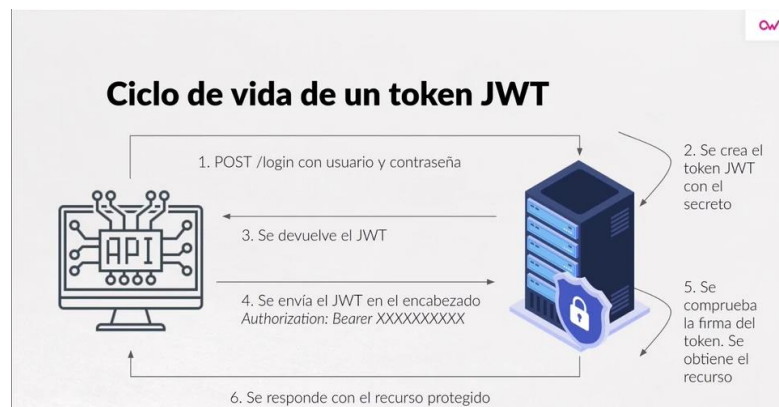 Ciclo de vida de un token JWT
1. POST /login con usuario y contraseña
2. Se crea el
token JWT
con el
secreto
API
3. Se devuelve el JWT
4. Se envía el JWT en el encabezado
Authorization: Bearer XXXXXXXXXX
5. Se
comprueba
la firma del
token. Se
obtiene el
recurso
6. Se responde con el recurso protegido